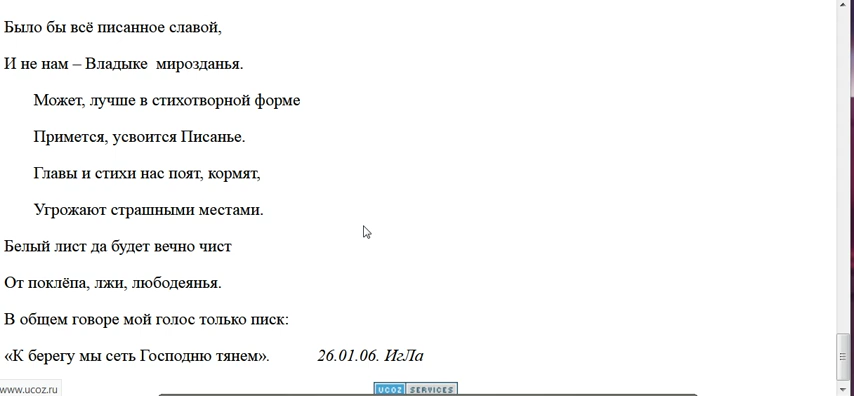 Было бы всё писанное славой,
И не нам – Владыке мирозданья.
Может, лучше в стихотворной форме
Примется, усвоится Писанье.
Главы и стихи нас поят, кормят,
Угрожают страшными местами.
Белый лист да будет вечно чист
От поклёпа, лжи, любодеянья.
В общем говоре мой голос только писк:
«К берегу мы сеть Господню тянем». 26.01.06. ИгЛа
www.ucoz.ru
UCOZ SERVICES